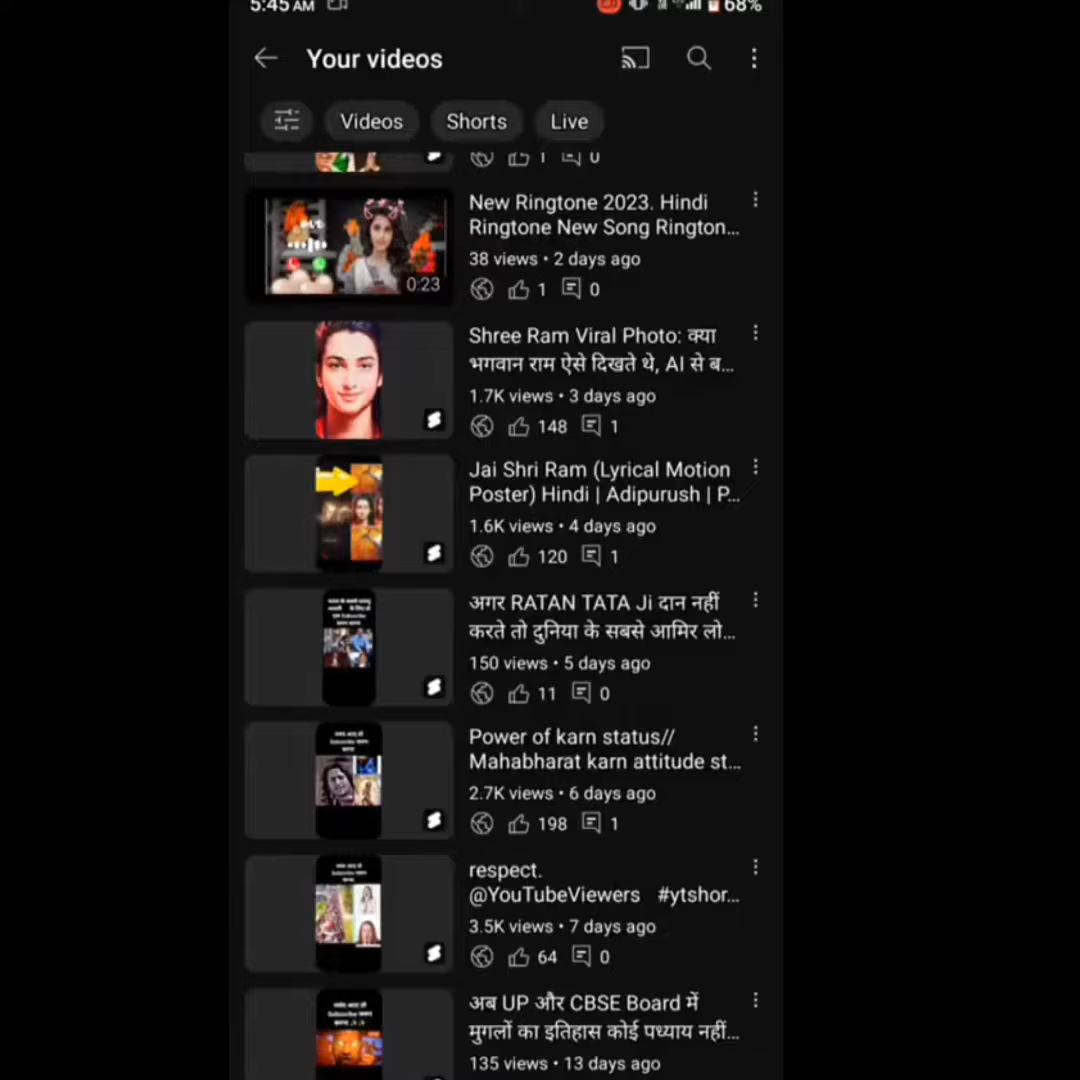 5:45 AM
68%
Your videos
Videos
Shorts
Live
1
0
New Ringtone 2023. Hindi
Ringtone New Song Rington...
0:23
38 views • 2 days ago
1
0
Shree Ram Viral Photo: क्या
भगवान राम ऐसे दिखते थे, AI से ब...
1.7K views • 3 days ago
148
1
Jai Shri Ram (Lyrical Motion
Poster) Hindi | Adipurush | P...
1.6K views • 4 days ago
120
1
अगर RATAN TATA Ji दान नहीं
करते तो दुनिया के सबसे आमिर लो...
150 views • 5 days ago
11
0
Power of karn status//
Mahabharat karn attitude st...
2.7K views • 6 days ago
198
1
respect.
@YouTubeViewers #ytshor...
3.5K views • 7 days ago
64
0
अब UP और CBSE Board में
मुगलों का इतिहास कोई पध्याय नहीं...
135 views • 13 days ago